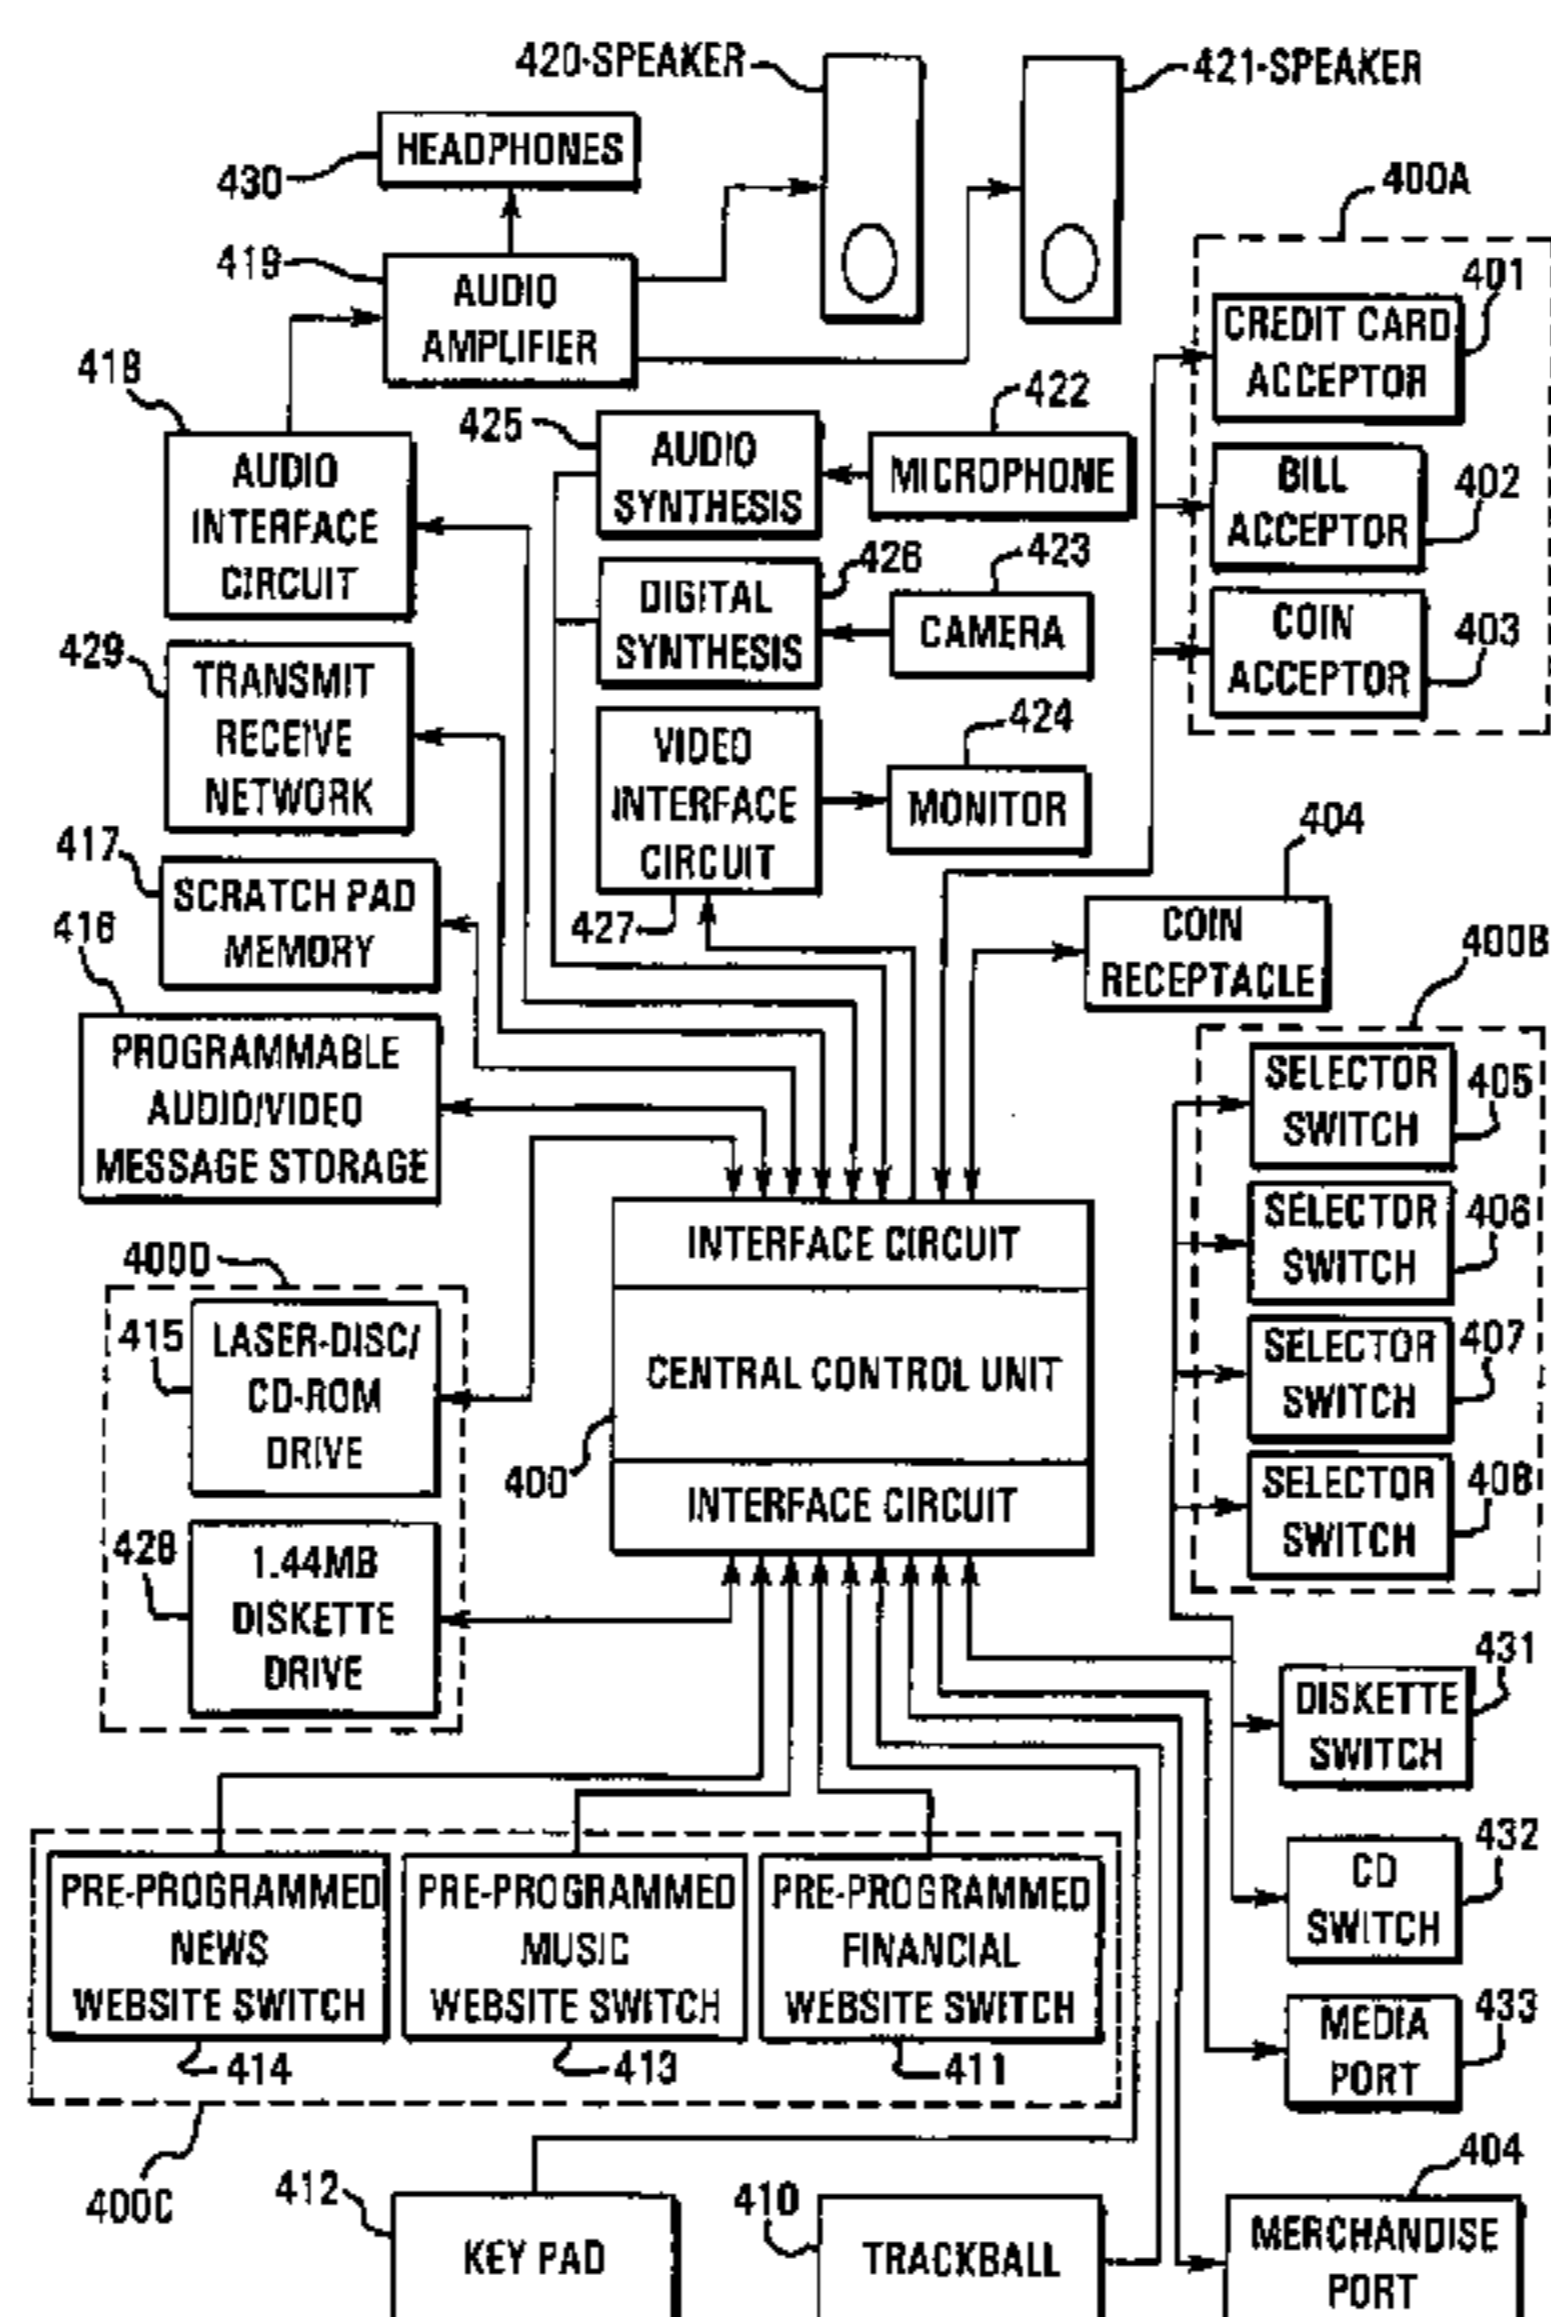 420-SPEAKER
421-SPEAKER
HEADPHONES
430
400A
419
AUDIO
AMPLIFIER
401
CREDIT CARD
ACCEPTOR
418
AUDIO
INTERFACE
CIRCUIT
425
AUDIO
SYNTHESIS
422
MICROPHONE
BILL
ACCEPTOR
402
426
DIGITAL
SYNTHESIS
423
CAMERA
COIN
ACCEPTOR
403
429
TRANSMIT
RECEIVE
NETWORK
VIDEO
INTERFACE
CIRCUIT
427
424
MONITOR
417
SCRATCH PAD
MEMORY
404
COIN
RECEPTACLE
416
PROGRAMMABLE
AUDIO/VIDEO
MESSAGE STORAGE
400B
SELECTOR
SWITCH
405
SELECTOR
SWITCH
406
SELECTOR
SWITCH
407
SELECTOR
SWITCH
408
INTERFACE CIRCUIT
CENTRAL CONTROL UNIT
400
INTERFACE CIRCUIT
400D
415
LASER-DISC/
CD-ROM
DRIVE
428
1.44MB
DISKETTE
DRIVE
431
DISKETTE
SWITCH
432
CD
SWITCH
433
MEDIA
PORT
PRE-PROGRAMMED
NEWS
WEBSITE SWITCH
414
PRE-PROGRAMMED
MUSIC
WEBSITE SWITCH
413
PRE-PROGRAMMED
FINANCIAL
WEBSITE SWITCH
411
400C
412
KEY PAD
410
TRACKBALL
404
MERCHANDISE
PORT